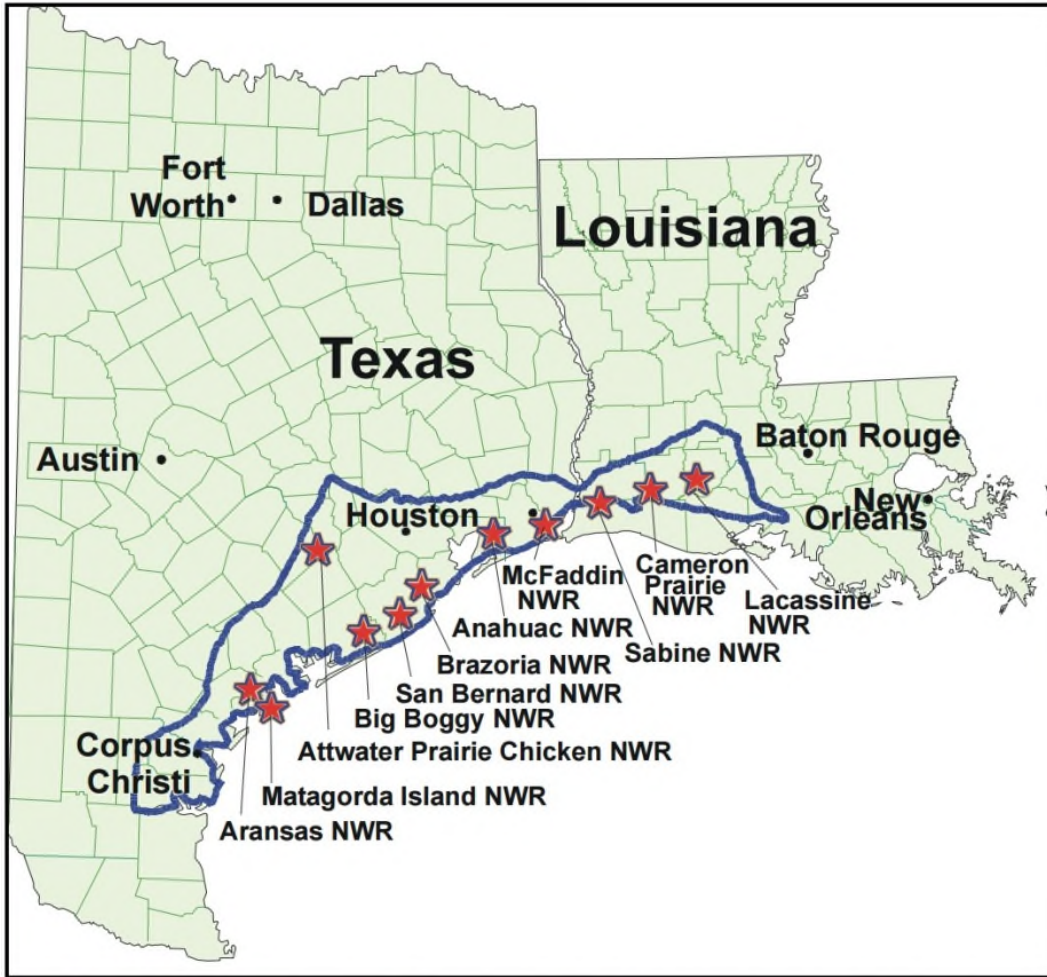 Fort
Worth
Dallas
Louisiana
Texas
Austin
Baton Rouge
Houston
New
Orleans
McFaddin
NWR
Cameron
Prairie
NWR
Lacassine
NWR
Anahuac NWR
Sabine NWR
Brazoria NWR
San Bernard NWR
Big Boggy NWR
Attwater Prairie Chicken NWR
Corpus
Christi
Matagorda Island NWR
Aransas NWR